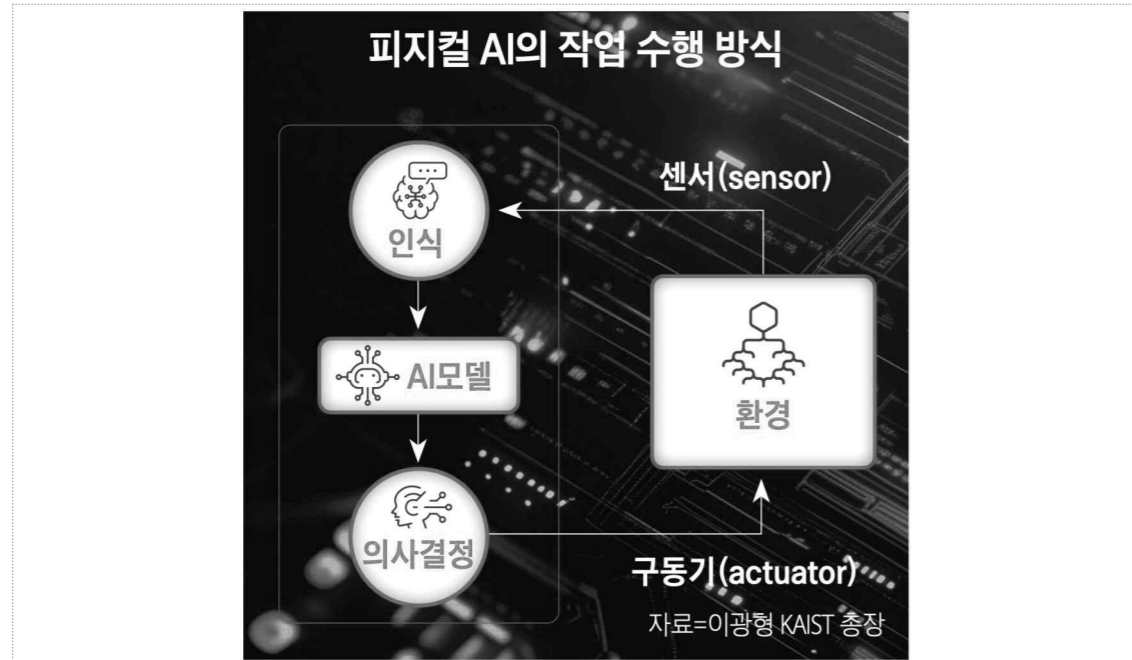 피지컬 AI의 작업 수행 방식
센서(sensor)
인식
AI모델
환경
의사결정
구동기(actuator)
자료=이광형 KAIST 총장